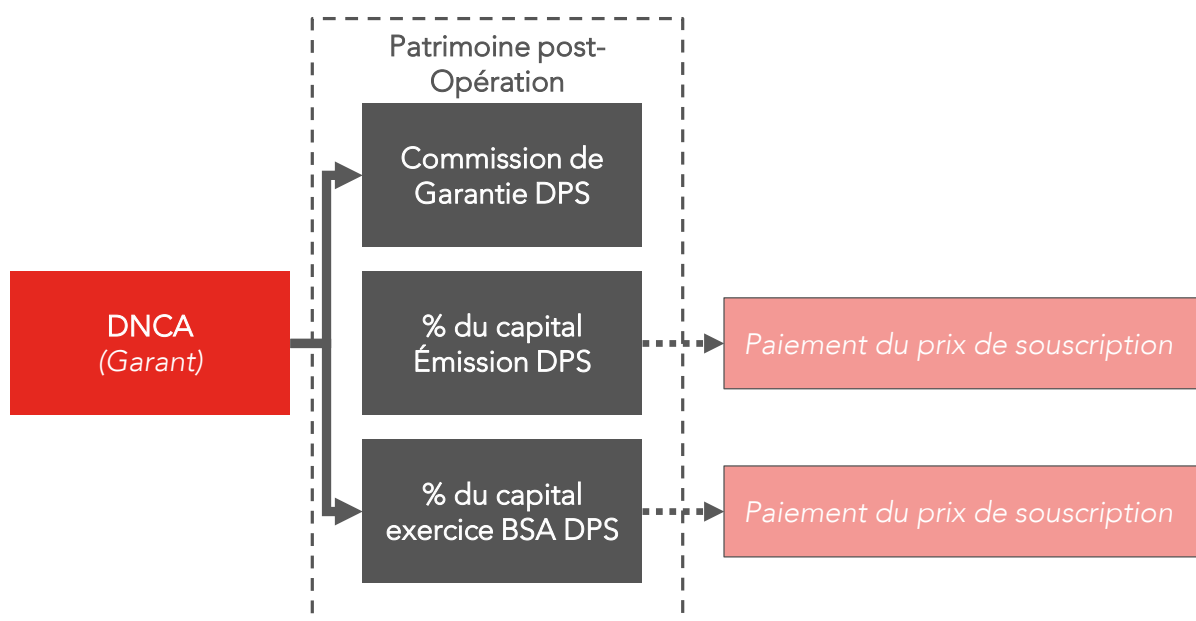 Patrimoine post-
Opération
Commission de
Garantie DPS
DNCA
(Garant)
% du capital
Émission DPS
Paiement du prix de souscription
% du capital
exercice BSA DPS
Paiement du prix de souscription